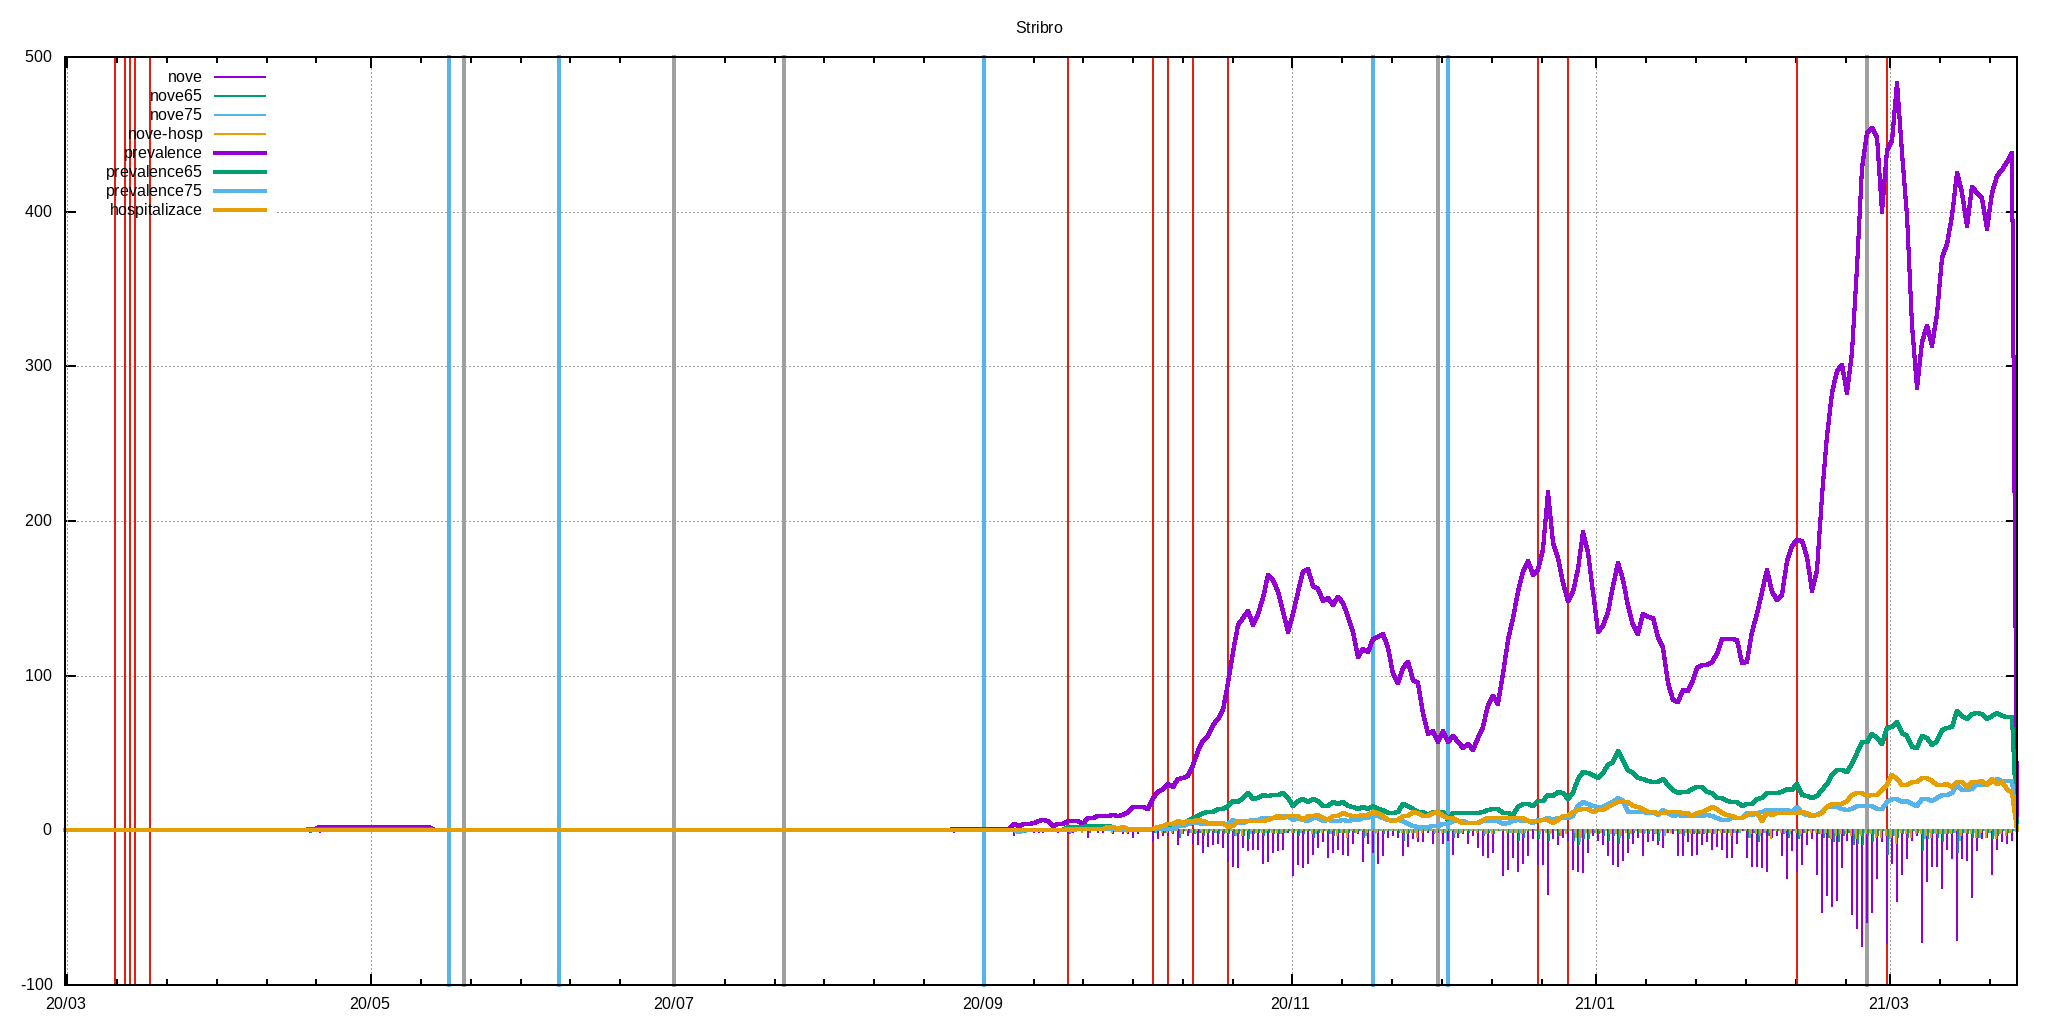 Stribro
500
nove
nove65
nove75
nove-hosp
prevalence
prevalence65
prevalence75
hospitalizace
400
300
200
100
0
-100
20/03 20/05 20/07 20/09 20/11 21/01 21/03